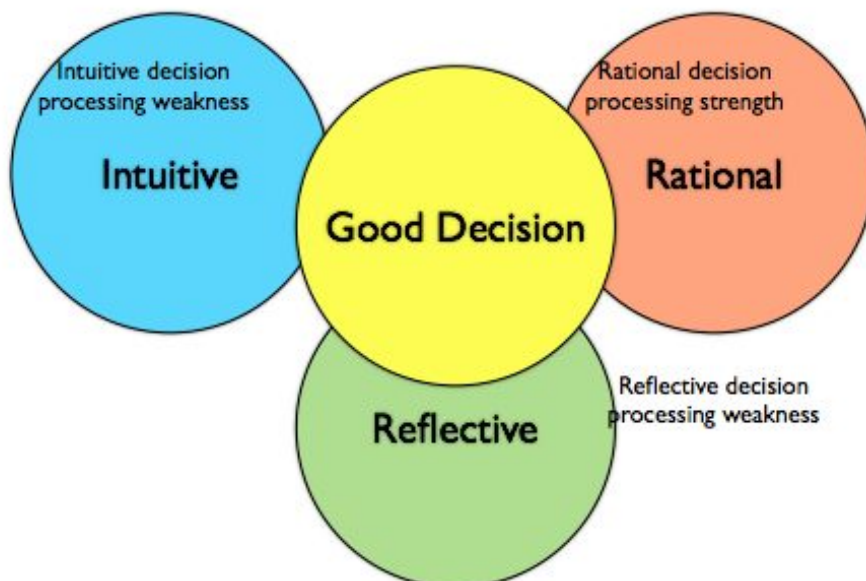 Intuitive decision
processing weakness
Intuitive
Rational decision
processing strength
Rational
Good Decision
Reflective
Reflective decision
processing weakness